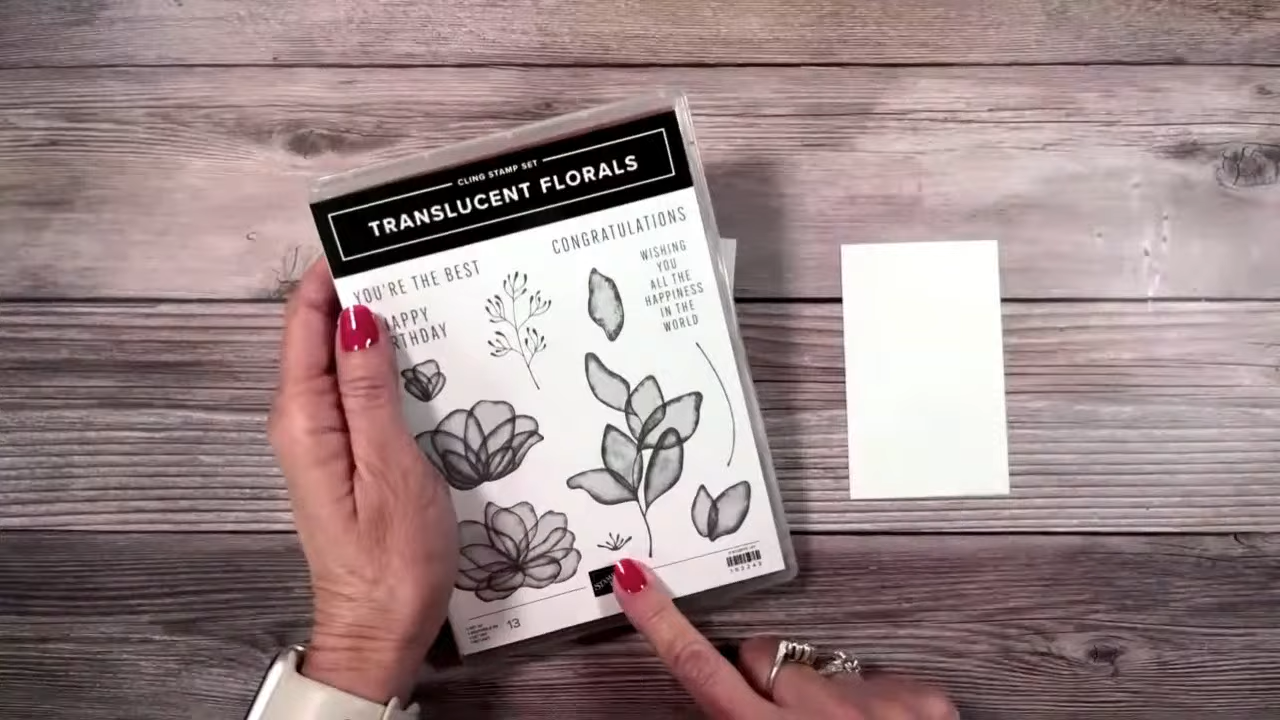 CLING STAMP SET
TRANSLUCENT FLORALS
CONGRATULATIONS
YOU'RE THE BEST
WISHING
YOU
ALL THE
HAPPINESS
IN THE
WORLD
13